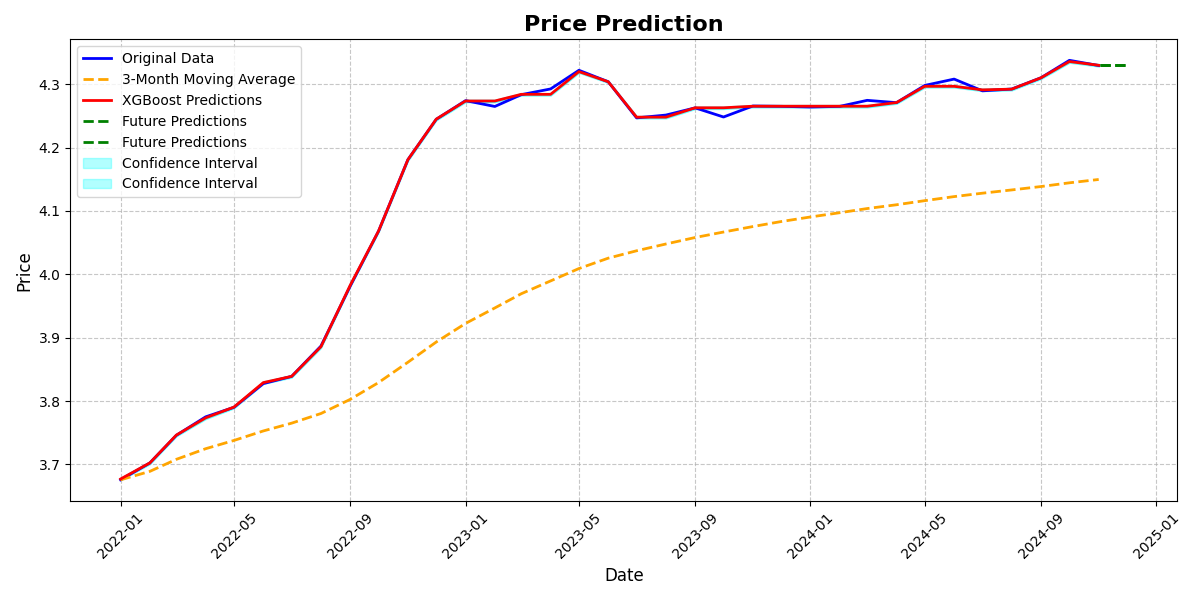 Price Prediction
Original Data
3-Month Moving Average
XGBoost Predictions
Future Predictions
Future Predictions
Confidence Interval
Confidence Interval
Price
4.3
4.2
4.1
4.0
3.9
3.8
3.7
2022-01
2022-05
2022-09
2023-01
2023-05
2023-09
2024-01
2024-05
2024-09
2025-01
Date